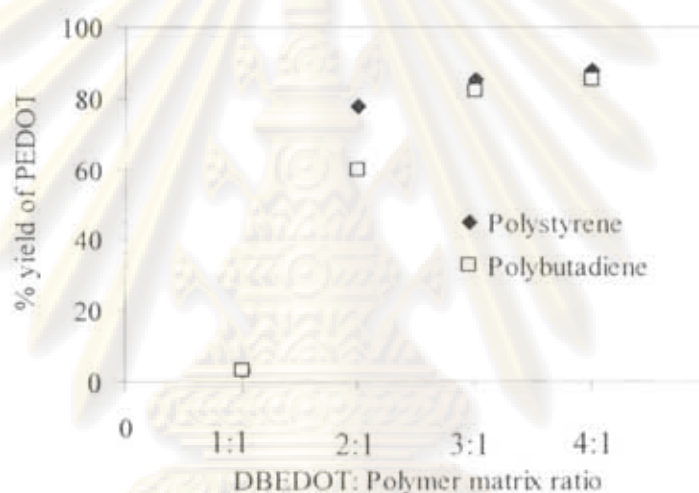 100
80
60
40
20
0
% yield of PEDOT
◆ Polystyrene
□ Polybutadiene
0 1:1 2:1 3:1 4:1
DBEDOT: Polymer matrix ratio